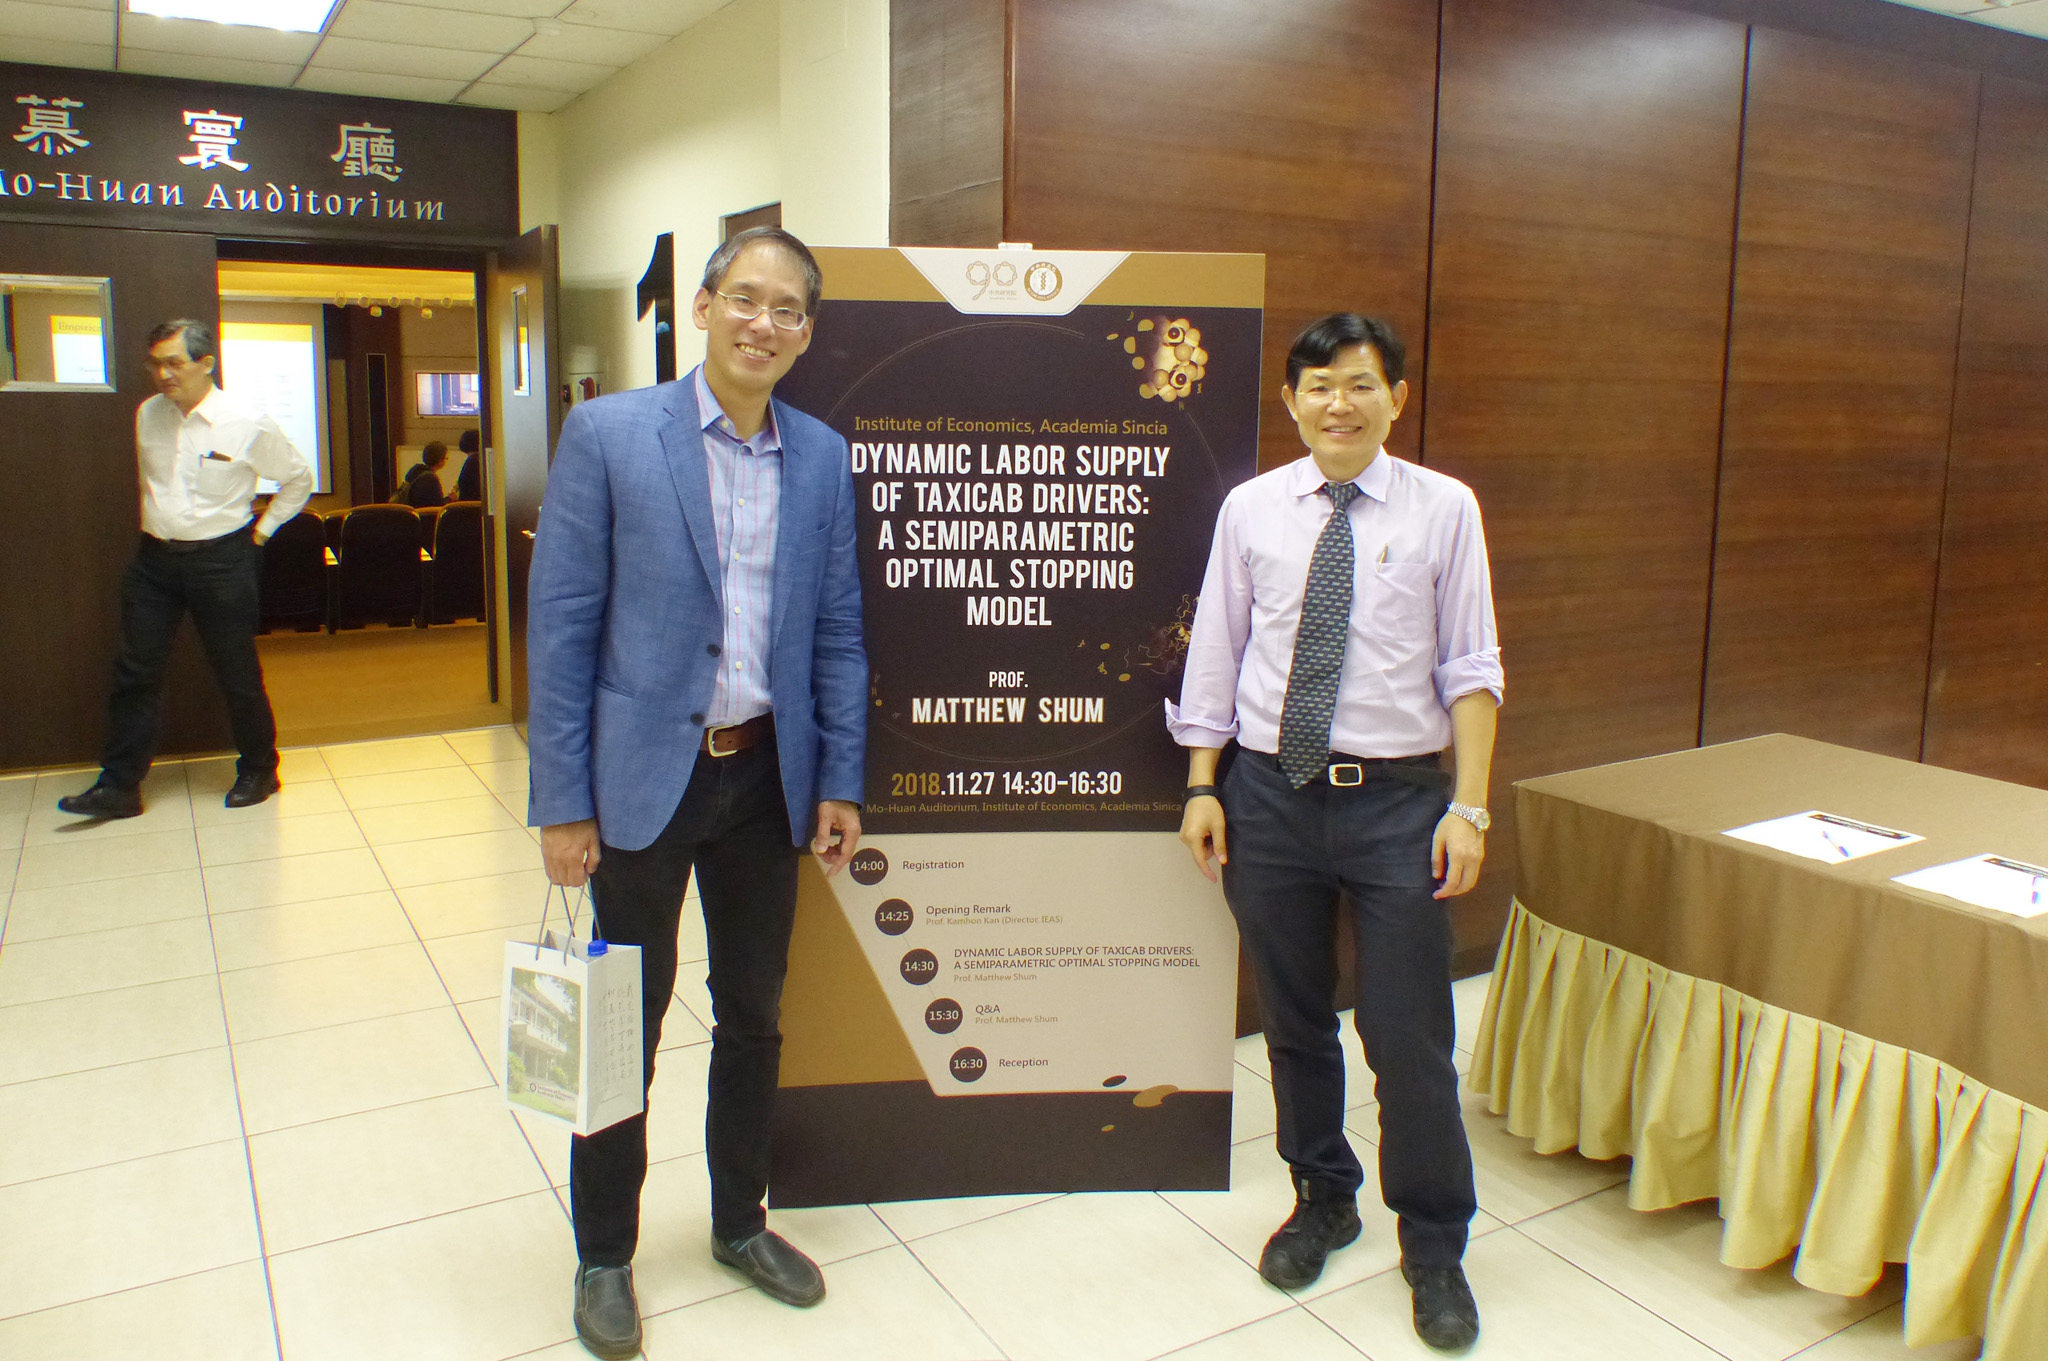 慕寰廳
Mo-Huan Auditorium
1
90
Institute of Economics, Academia Sincia
DYNAMIC LABOR SUPPLY
OF TAXICAB DRIVERS:
A SEMIPARAMETRIC
OPTIMAL STOPPING
MODEL
PROF.
MATTHEW SHUM
2018.11.27 14:30-16:30
Mo-Huan Auditorium, Institute of Economics, Academia Sinica
14:00 Registration
14:25 Opening Remark
Prof. Kamhon Kan (Director, IEAS)
14:30 DYNAMIC LABOR SUPPLY OF TAXICAB DRIVERS:
A SEMIPARAMETRIC OPTIMAL STOPPING MODEL
Prof. Matthew Shum
15:30 Q&A
Prof. Matthew Shum
16:30 Reception